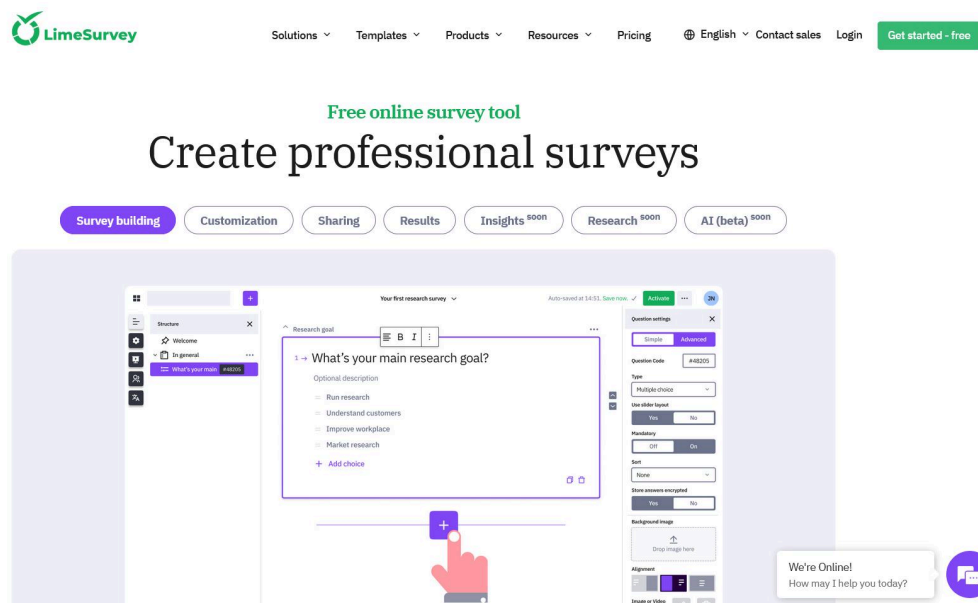 LimeSurvey
Solutions Templates Products Resources Pricing English Contact sales Login Get started - free
Free online survey tool
Create professional surveys
Survey building Customization Sharing Results Insights soon Research soon AI (beta) soon
Your first research survey Auto-saved at 14:51. Save now. Activate JN
Structure
Welcome
In general
What's your main #48205
Research goal
B I
1 → What's your main research goal?
Optional description
Run research
Understand customers
Improve workplace
Market research
+ Add choice
Question settings
Simple Advanced
Question Code #48205
Type
Multiple choice
Use slider layout
Yes No
Mandatory
Off On
Sort
None
Store answers encrypted
Yes No
Background image
Drop image here
Alignment
Image or Video
We're Online!
How may I help you today?